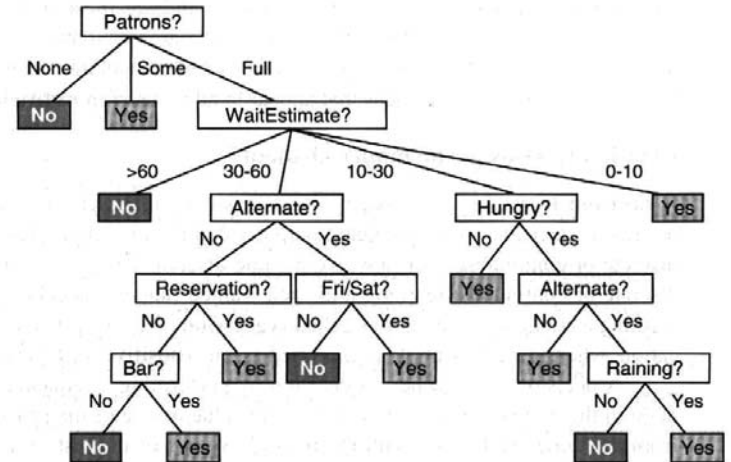 Patrons?
None Some Full
No Yes WaitEstimate?
>60 30-60 10-30 0-10
No Alternate? Hungry? Yes
No Yes No Yes
Reservation? Fri/Sat? Yes Alternate?
No Yes No Yes No Yes
Bar? Yes No Yes Yes Raining?
No Yes No Yes
No Yes No Yes